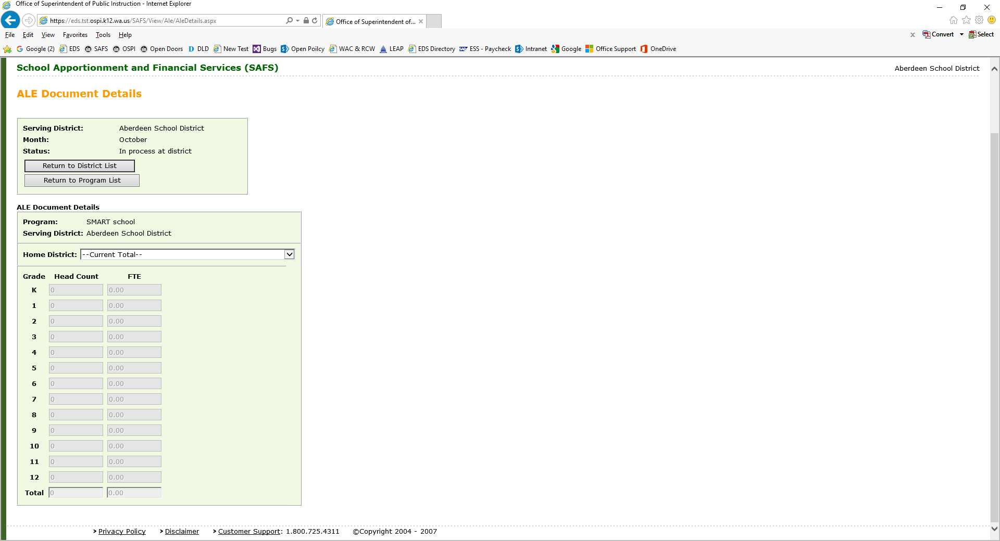 Office of Superintendent of Public Instruction - Internet Explorer
https://eds.tst.ospi.k12.wa.us/SAFS/View/Ale/AleDetails.aspx
Office of Superintendent of...
File Edit View Favorites Tools Help
x Convert Select
Google (2) EDS SAFS OSPI Open Doors DLD New Test Bugs Open Poilcy WAC & RCW LEAP EDS Directory ESS - Paycheck Intranet Google Office Support OneDrive
School Apportionment and Financial Services (SAFS)
Aberdeen School District
ALE Document Details
Serving District: Aberdeen School District
Month: October
Status: In process at district
Return to District List
Return to Program List
ALE Document Details
Program: SMART school
Serving District: Aberdeen School District
Home District: --Current Total--
Grade Head Count FTE
K 0 0.00
1 0 0.00
2 0 0.00
3 0 0.00
4 0 0.00
5 0 0.00
6 0 0.00
7 0 0.00
8 0 0.00
9 0 0.00
10 0 0.00
11 0 0.00
12 0 0.00
Total 0 0.00
> Privacy Policy > Disclaimer > Customer Support: 1.800.725.4311 ©Copyright 2004 - 2007